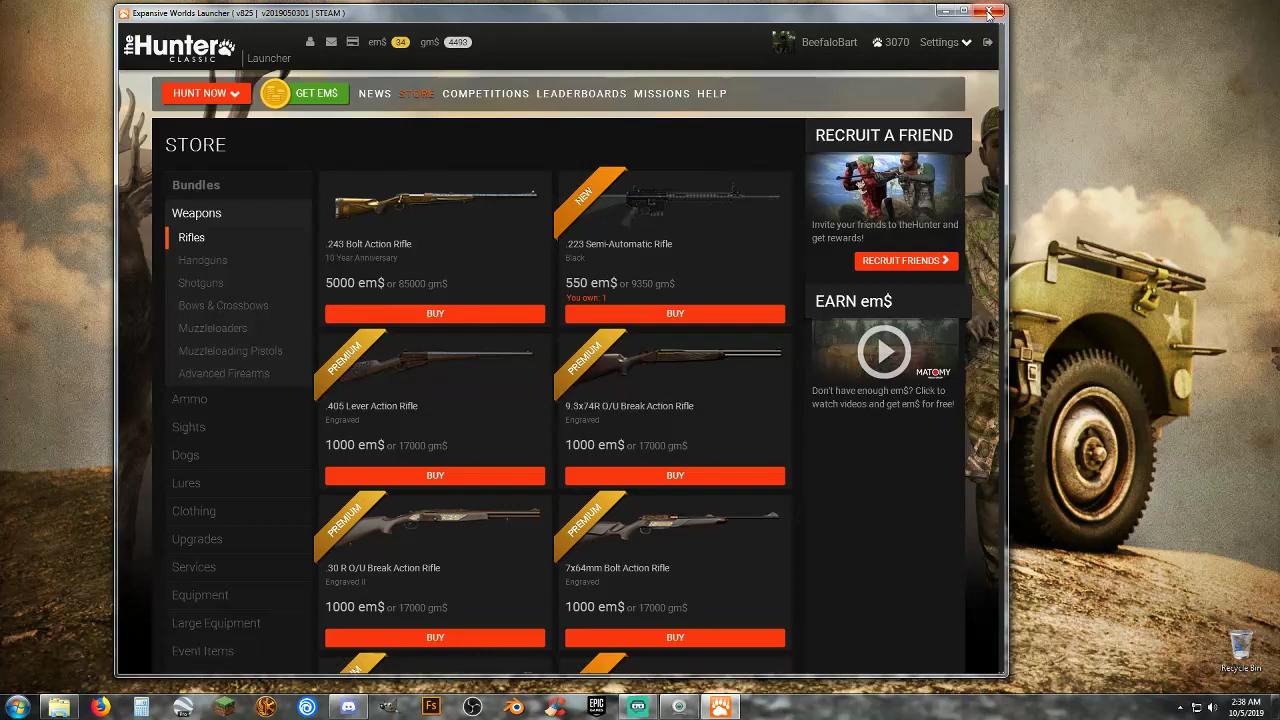 Expansive Worlds Launcher ( v825 | v2019050301 | STEAM )
theHunter CLASSIC | Launcher
em$ 34 gm$ 4493
BeefaloBart 3070 Settings
HUNT NOW GET EM$ NEWS STORE COMPETITIONS LEADERBOARDS MISSIONS HELP
STORE
Bundles
Weapons
Rifles
Handguns
Shotguns
Bows & Crossbows
Muzzleloaders
Muzzleloading Pistols
Advanced Firearms
Ammo
Sights
Dogs
Lures
Clothing
Upgrades
Services
Equipment
Large Equipment
Event Items
.243 Bolt Action Rifle
10 Year Anniversary
5000 em$ or 85000 gm$
BUY
NEW
.223 Semi-Automatic Rifle
Black
550 em$ or 9350 gm$
You own: 1
BUY
PREMIUM
.405 Lever Action Rifle
Engraved
1000 em$ or 17000 gm$
BUY
PREMIUM
9.3x74R O/U Break Action Rifle
Engraved
1000 em$ or 17000 gm$
BUY
PREMIUM
.30 R O/U Break Action Rifle
Engraved II
1000 em$ or 17000 gm$
BUY
PREMIUM
7x64mm Bolt Action Rifle
Engraved
1000 em$ or 17000 gm$
BUY
RECRUIT A FRIEND
Invite your friends to theHunter and
get rewards!
RECRUIT FRIENDS
EARN em$
MATOMY
Don't have enough em$? Click to
watch videos and get em$ for free!
Recycle Bin
Pro
Fs
EPIC
GAMES
2:38 AM
10/5/2019